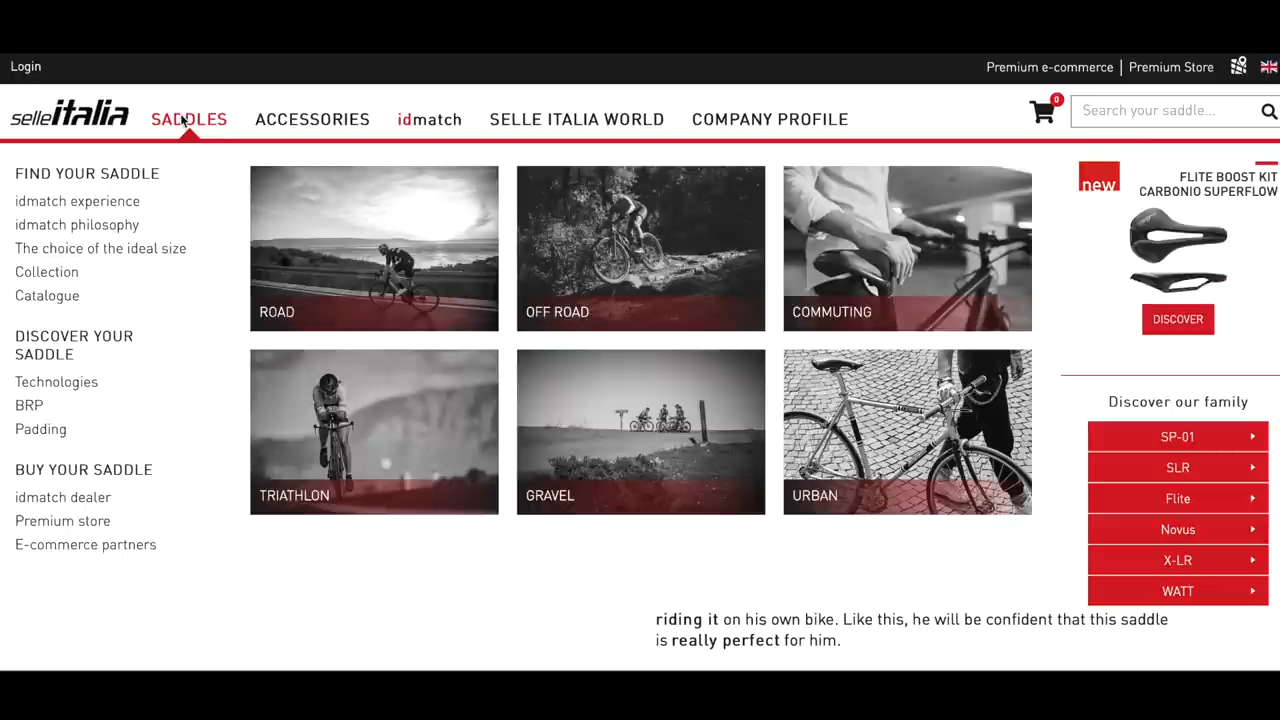 Login
Premium e-commerce | Premium Store
selle italia
SADDLES
ACCESSORIES
idmatch
SELLE ITALIA WORLD
COMPANY PROFILE
0
Search your saddle...
FIND YOUR SADDLE
idmatch experience
idmatch philosophy
The choice of the ideal size
Collection
Catalogue
DISCOVER YOUR
SADDLE
Technologies
BRP
Padding
BUY YOUR SADDLE
idmatch dealer
Premium store
E-commerce partners
ROAD
OFF ROAD
COMMUTING
TRIATHLON
GRAVEL
URBAN
new
FLITE BOOST KIT
CARBONIO SUPERFLOW
DISCOVER
Discover our family
SP-01
SLR
Flite
Novus
X-LR
WATT
riding it on his own bike. Like this, he will be confident that this saddle
is really perfect for him.